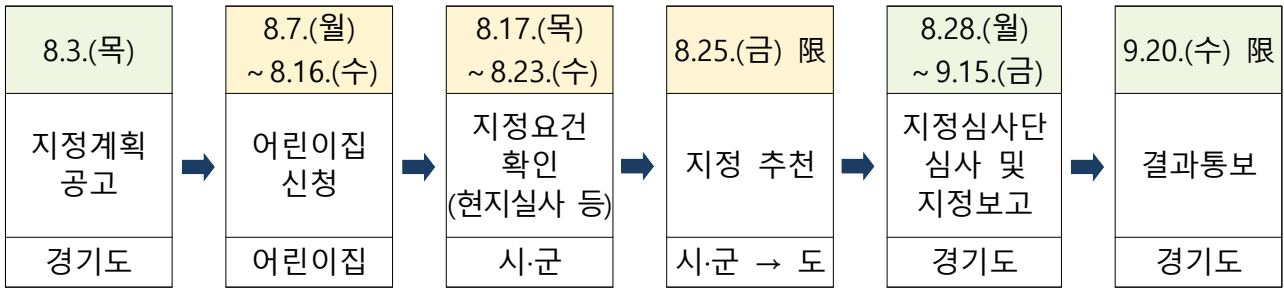 8.3.(목)
지정계획
공고
경기도
8.7.(월)
~ 8.16.(수)
어린이집
신청
어린이집
8.17.(목)
~ 8.23.(수)
지정요건
확인
(현지실사 등)
시·군
8.25.(금) 限
지정 추천
시·군 → 도
8.28.(월)
~ 9.15.(금)
지정심사단
심사 및
지정보고
경기도
9.20.(수) 限
결과통보
경기도